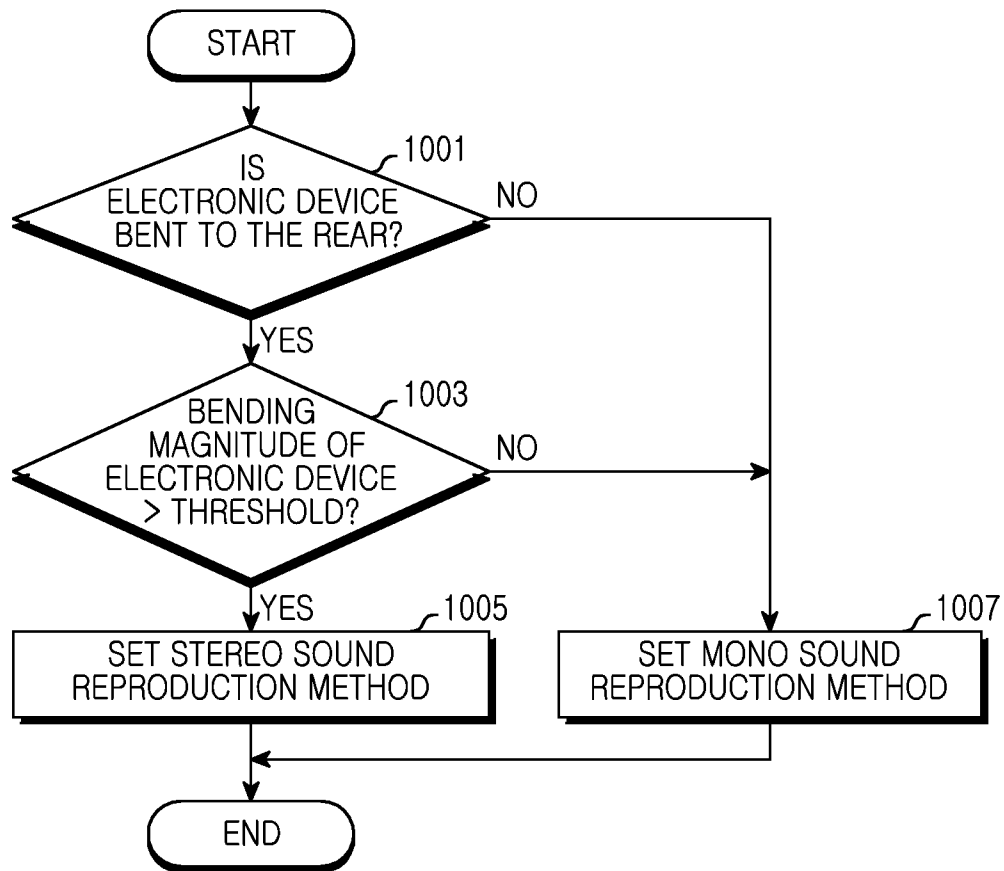 START
1001
IS
ELECTRONIC DEVICE
BENT TO THE REAR?
NO
YES
1003
BENDING
MAGNITUDE OF
ELECTRONIC DEVICE
> THRESHOLD?
NO
YES
1005
SET STEREO SOUND
REPRODUCTION METHOD
1007
SET MONO SOUND
REPRODUCTION METHOD
END